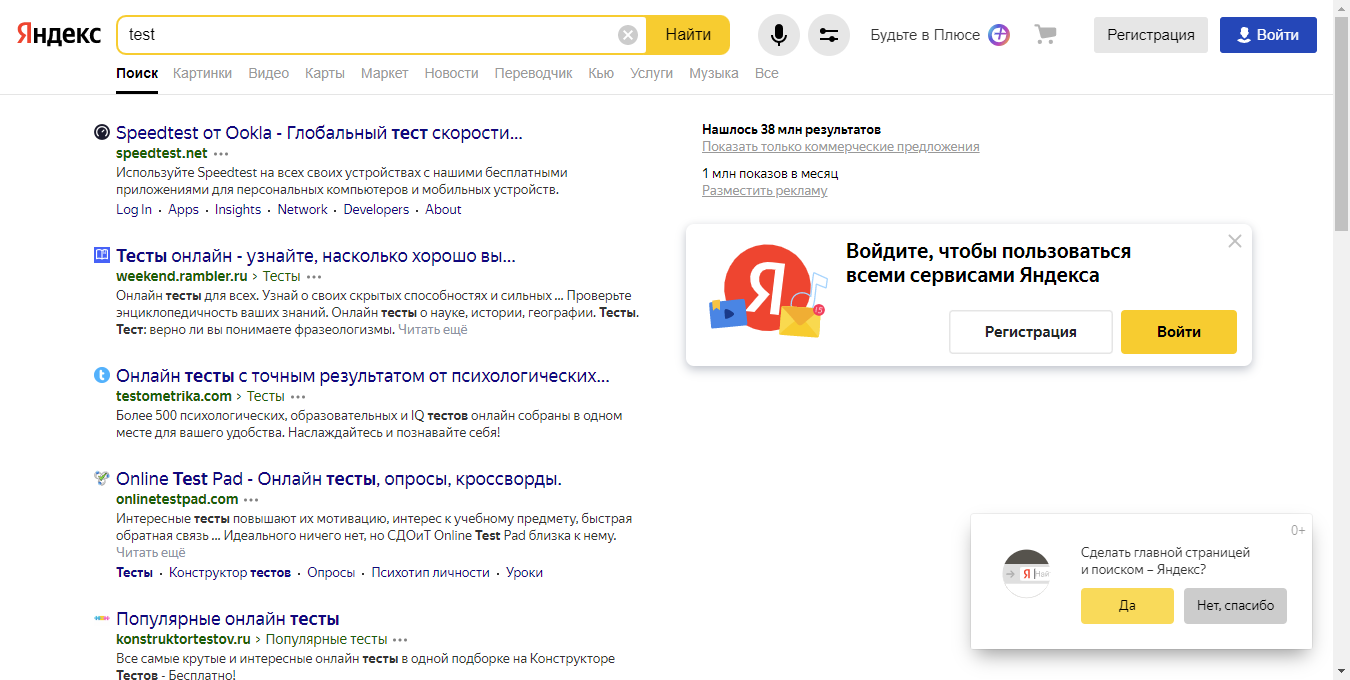 Яндекс
test
Найти
Будьте в Плюсе
Регистрация
Войти
Поиск Картинки Видео Карты Маркет Новости Переводчик Кью Услуги Музыка Все
Speedtest от Ookla - Глобальный тест скорости...
speedtest.net
Используйте Speedtest на всех своих устройствах с нашими бесплатными
приложениями для персональных компьютеров и мобильных устройств.
Log In · Apps · Insights · Network · Developers · About
Тесты онлайн - узнайте, насколько хорошо вы...
weekend.rambler.ru › Тесты
Онлайн тесты для всех. Узнай о своих скрытых способностях и сильных ... Проверьте
энциклопедичность ваших знаний. Онлайн тесты о науке, истории, географии. Тесты.
Тест: верно ли вы понимаете фразеологизмы. Читать ещё
Онлайн тесты с точным результатом от психологических...
testometrika.com › Тесты
Более 500 психологических, образовательных и IQ тестов онлайн собраны в одном
месте для вашего удобства. Наслаждайтесь и познавайте себя!
Online Test Pad - Онлайн тесты, опросы, кроссворды.
onlinetestpad.com
Интересные тесты повышают их мотивацию, интерес к учебному предмету, быстрая
обратная связь ... Идеального ничего нет, но СДОиТ Online Test Pad близка к нему.
Читать ещё
Тесты · Конструктор тестов · Опросы · Психотип личности · Уроки
Популярные онлайн тесты
konstruktortestov.ru › Популярные тесты
Все самые крутые и интересные онлайн тесты в одной подборке на Конструкторе
Тестов - Бесплатно!
Нашлось 38 млн результатов
Показать только коммерческие предложения
1 млн показов в месяц
Разместить рекламу
Я
15
Войдите, чтобы пользоваться
всеми сервисами Яндекса
Регистрация
Войти
0+
Я Най
Сделать главной страницей
и поиском – Яндекс?
Да
Нет, спасибо